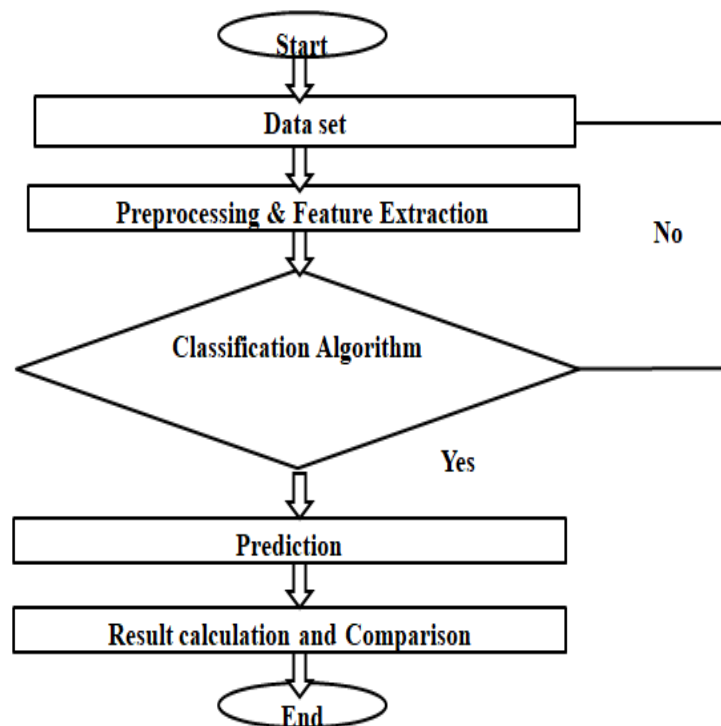 Start
Data set
Preprocessing & Feature Extraction
No
Classification Algorithm
Yes
Prediction
Result calculation and Comparison
End